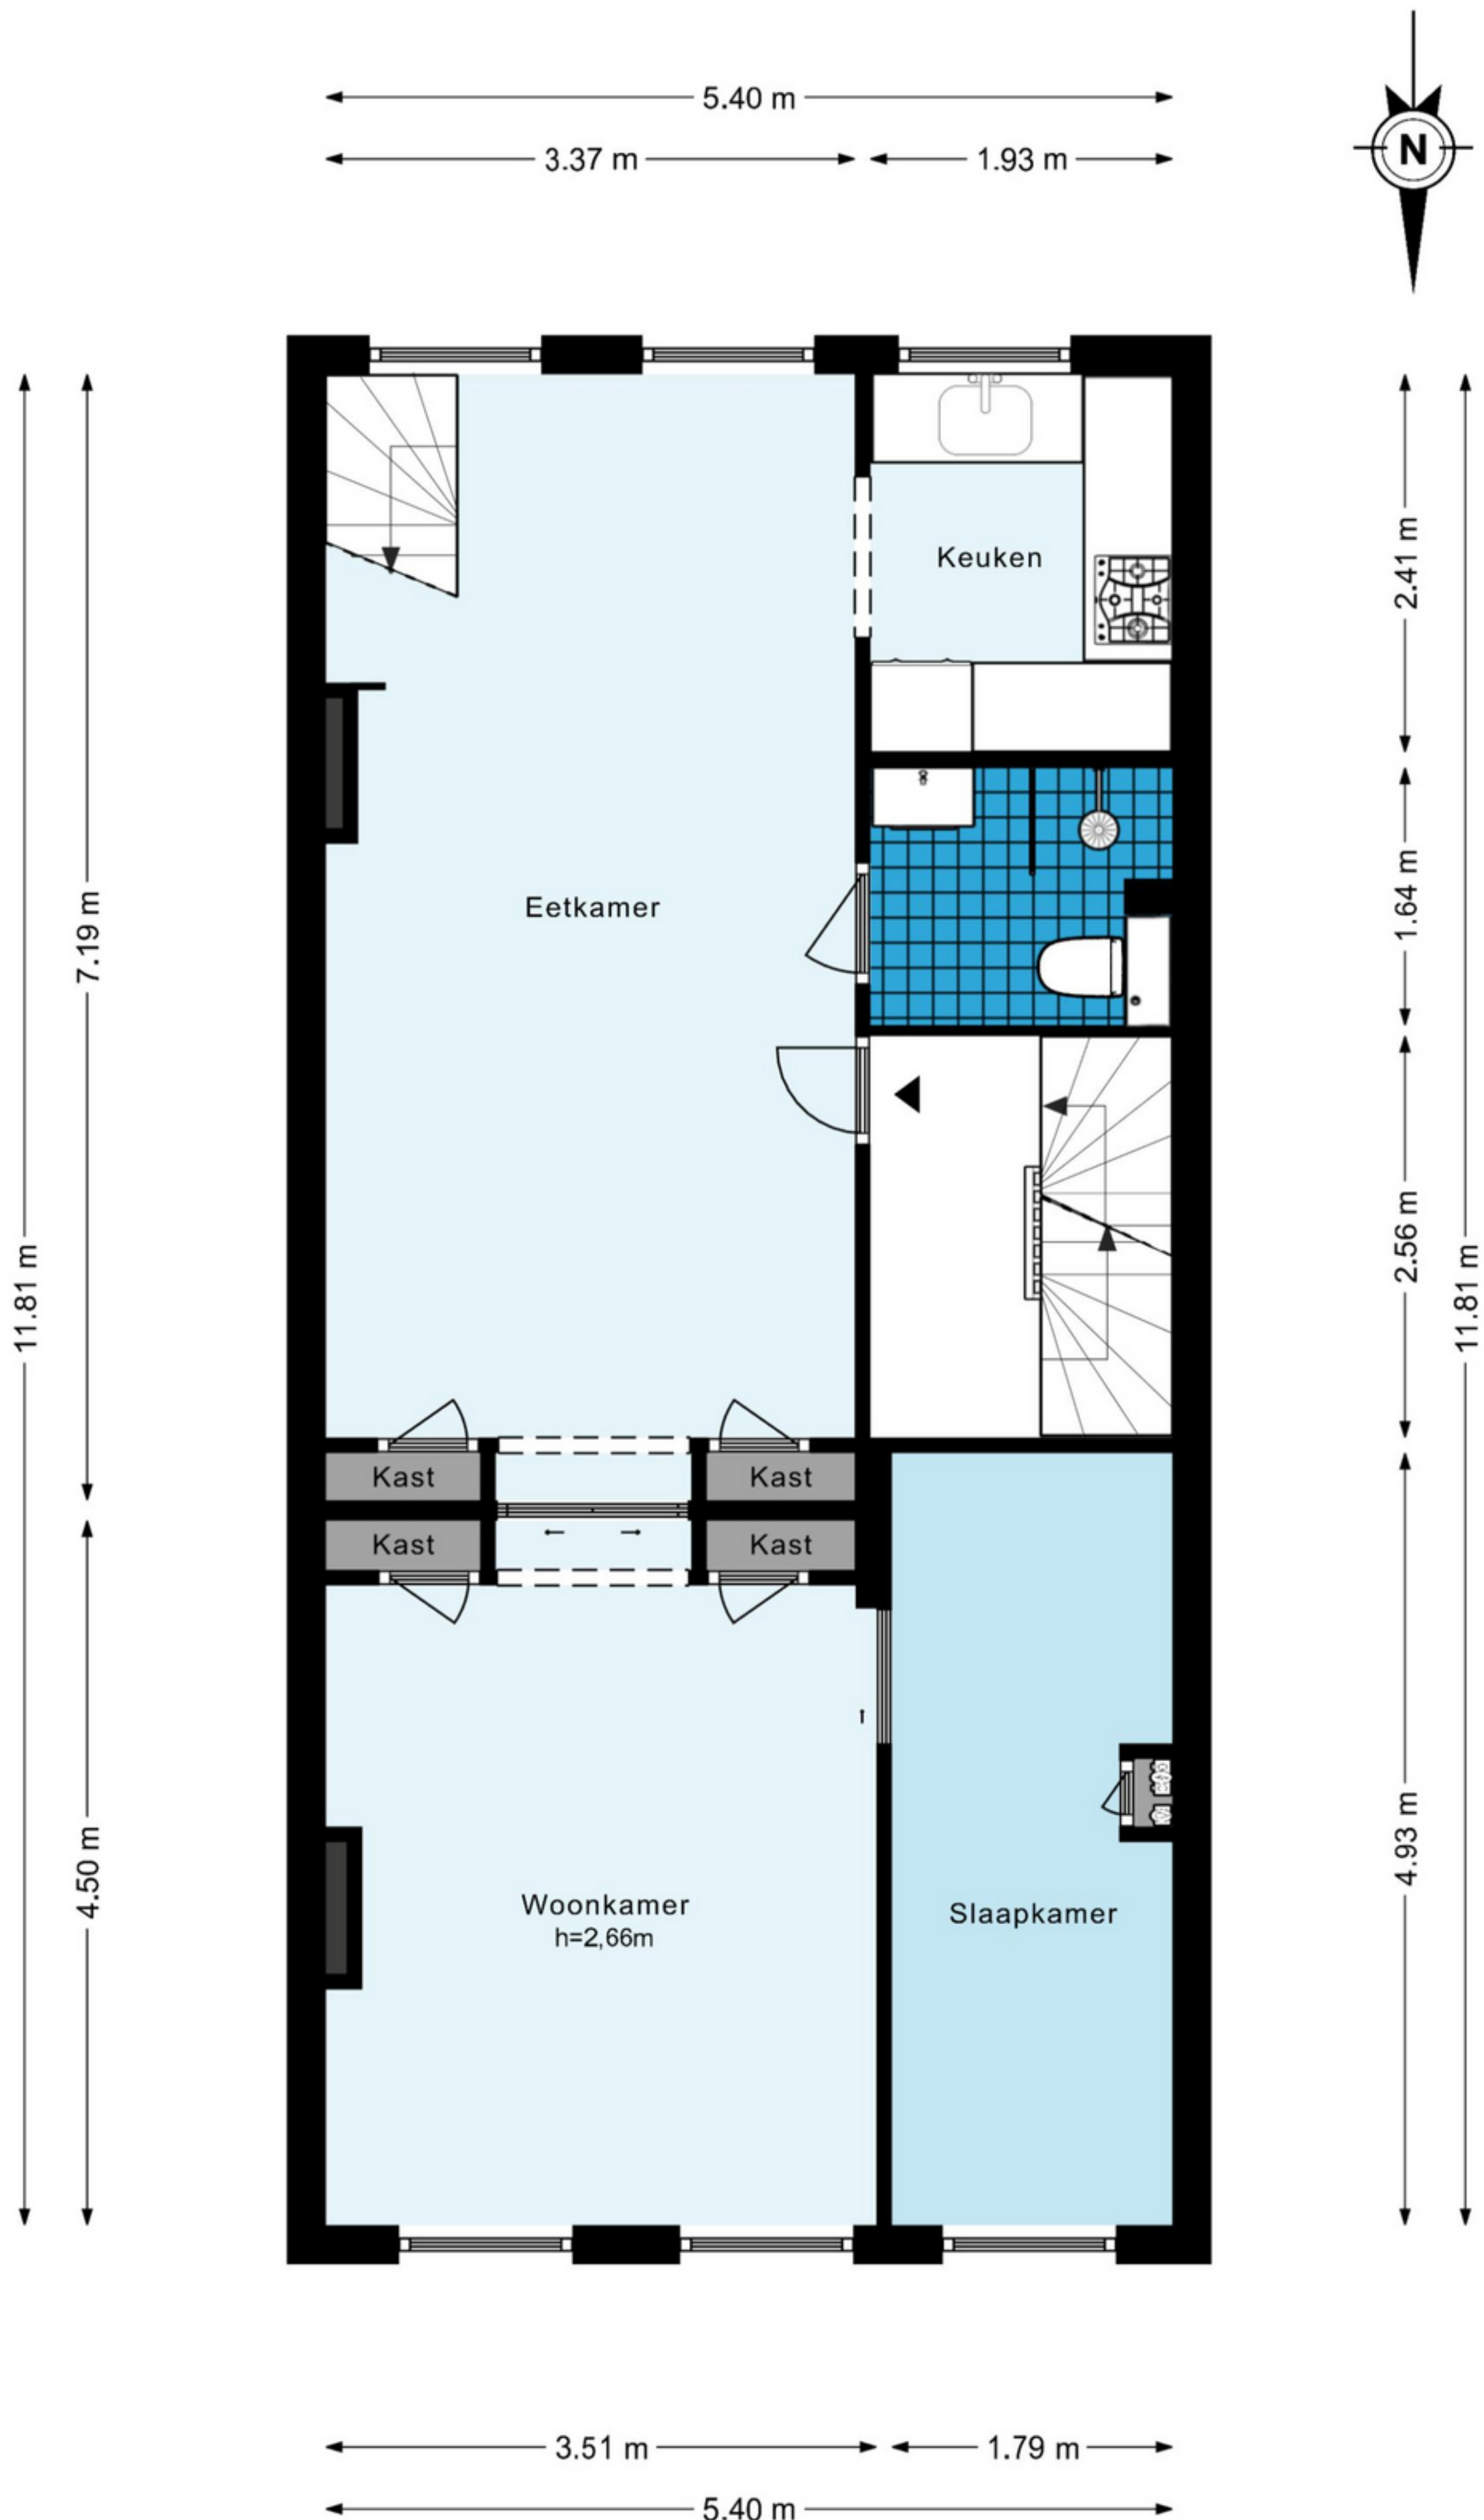 5.40 m
3.37 m
1.93 m
N
Keuken
2.41 m
Eetkamer
1.64 m
7.19 m
2.56 m
11.81 m
11.81 m
Kast
Kast
Kast
Kast
4.50 m
4.93 m
Woonkamer
h=2,66m
Slaapkamer
3.51 m
1.79 m
5.40 m